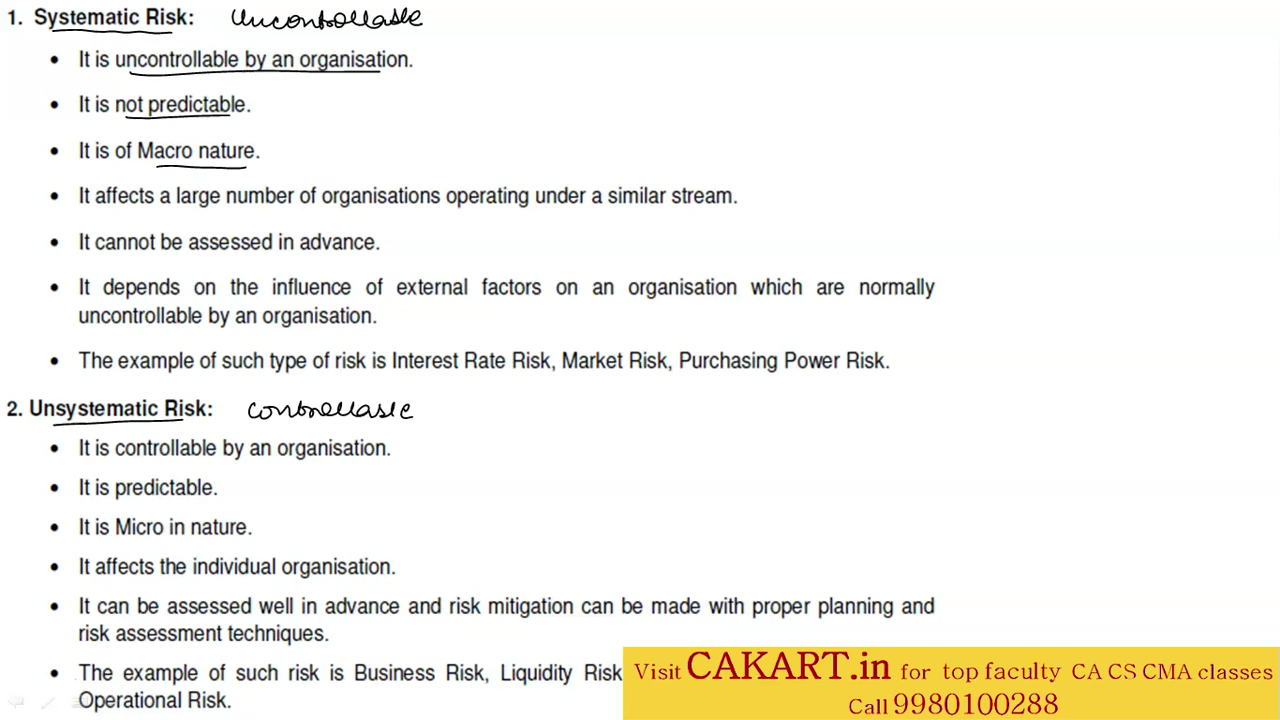 1. Systematic Risk: Uncontrollable
• It is uncontrollable by an organisation.
• It is not predictable.
• It is of Macro nature.
• It affects a large number of organisations operating under a similar stream.
• It cannot be assessed in advance.
• It depends on the influence of external factors on an organisation which are normally
uncontrollable by an organisation.
• The example of such type of risk is Interest Rate Risk, Market Risk, Purchasing Power Risk.
2. Unsystematic Risk: Controllable
• It is controllable by an organisation.
• It is predictable.
• It is Micro in nature.
• It affects the individual organisation.
• It can be assessed well in advance and risk mitigation can be made with proper planning and
risk assessment techniques.
• The example of such risk is Business Risk, Liquidity Risk
Operational Risk.
Visit CAKART.in for top faculty CA CS CMA classes
Call 9980100288